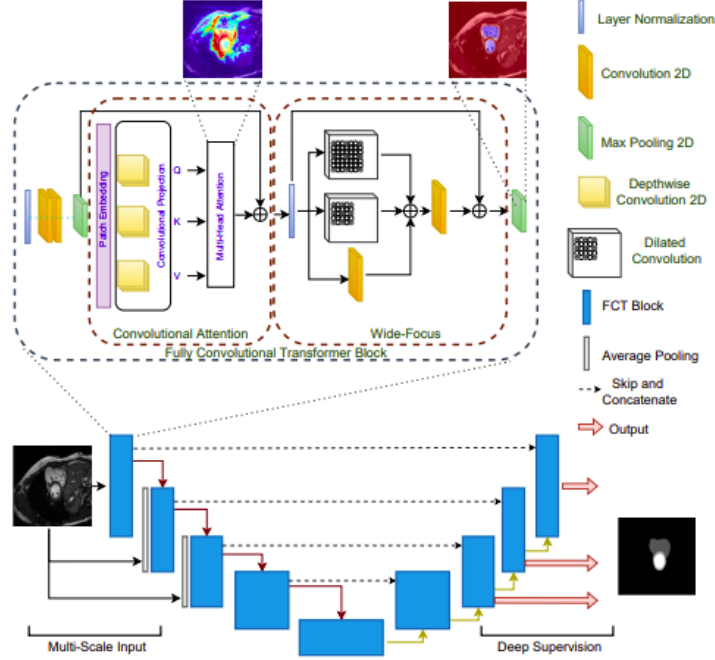 Layer Normalization
Convolution 2D
Max Pooling 2D
Depthwise
Convolution 2D
Dilated
Convolution
FCT Block
Average Pooling
Skip and
Concatenate
Output
Patch Embedding
Convolutional Projection
Q
K
V
Multi-Head Attention
Convolutional Attention
Wide-Focus
Fully Convolutional Transformer Block
Multi-Scale Input
Deep Supervision